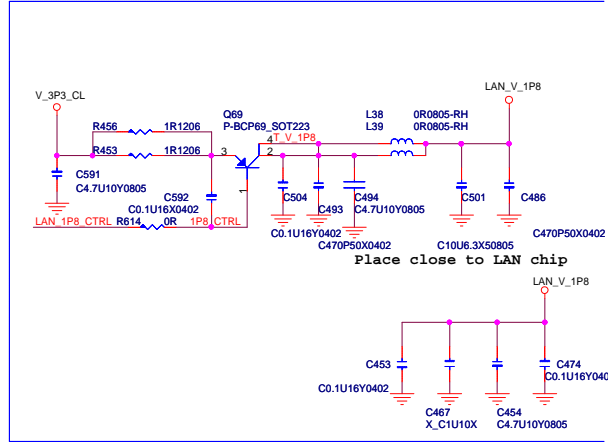 LAN_V_1P8
V_3P3_CL
R456
1R1206
Q69
P-BCP69_SOT223
L38
0R0805-RH
L39
0R0805-RH
4
T_V_1P8
R453
1R1206
3
2
C591
C4.7U10Y0805
C592
C0.1U16X0402
1
C504
C493
C494
C4.7U10Y0805
C501
C486
LAN_1P8_CTRL
R614
0R
1P8_CTRL
C0.1U16Y0402
C470P50X0402
C10U6.3X50805
C470P50X0402
Place close to LAN chip
LAN_V_1P8
C453
C0.1U16Y0402
C474
C0.1U16Y040
C467
X_C1U10X
C454
C4.7U10Y0805